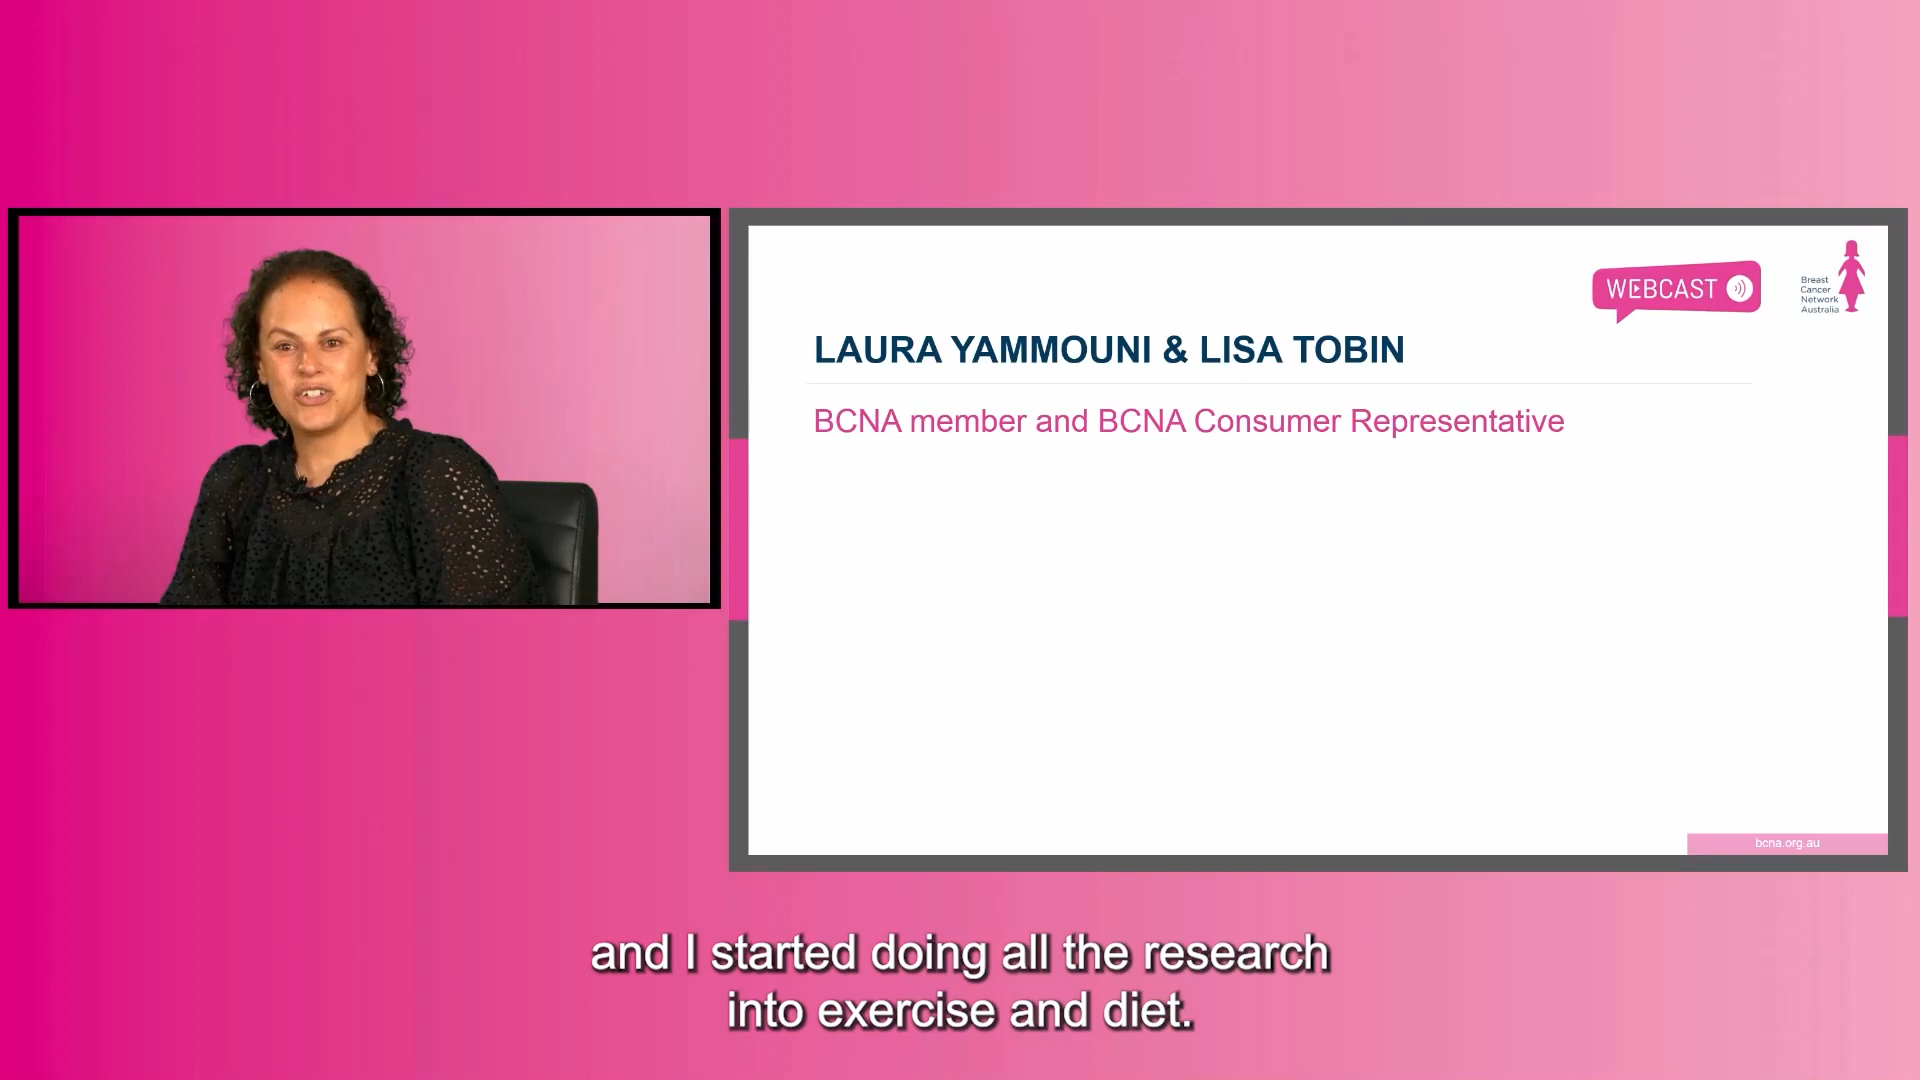 WEBCAST
Breast
Cancer
Network
Australia
LAURA YAMMOUNI & LISA TOBIN
BCNA member and BCNA Consumer Representative
bcna.org.au
and I started doing all the research
into exercise and diet.